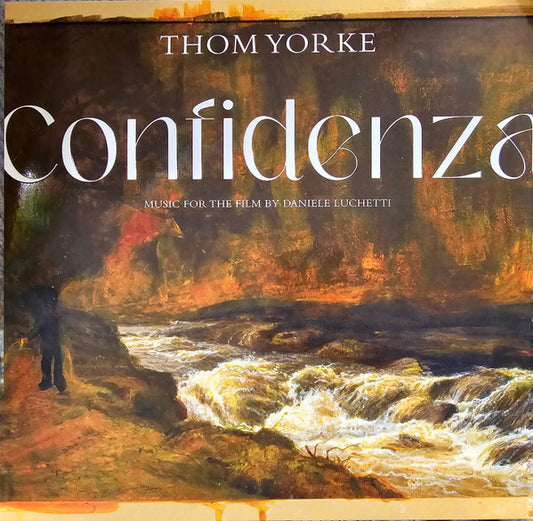 THOM YORKE
Confidenza
MUSIC FOR THE FILM BY DANIELE LUCHETTI